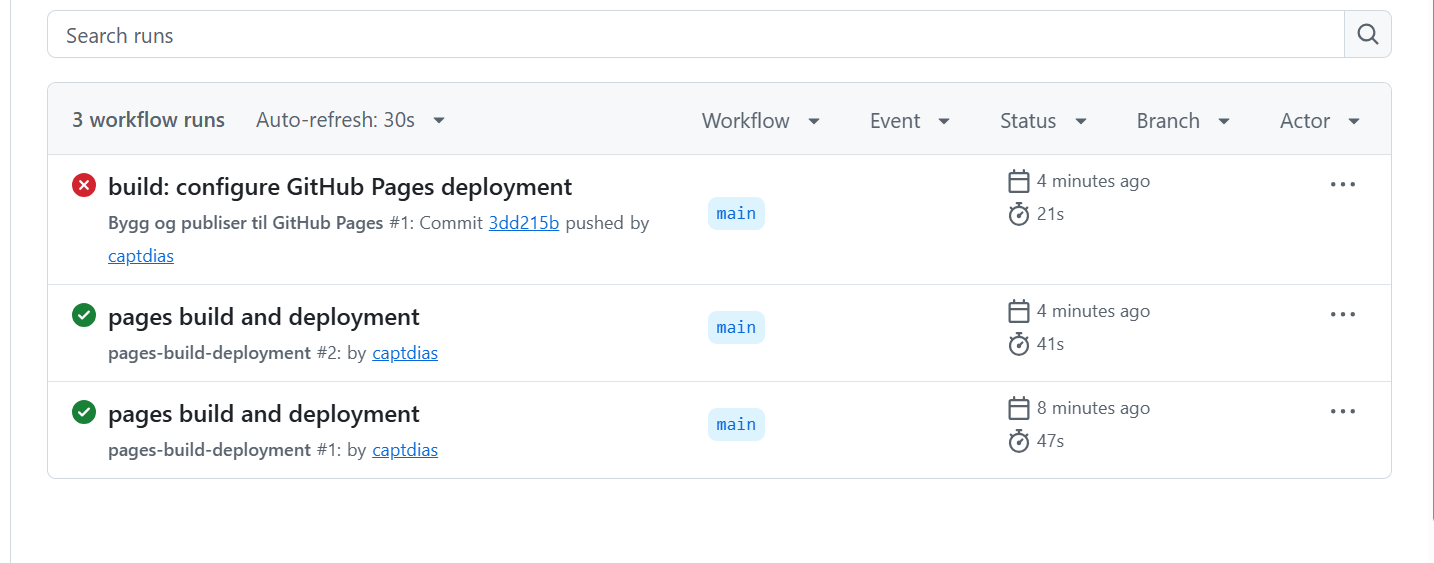 Search runs
3 workflow runs Auto-refresh: 30s Workflow Event Status Branch Actor
build: configure GitHub Pages deployment
Bygg og publiser til GitHub Pages #1: Commit 3dd215b pushed by
captdias
main
4 minutes ago
21s
pages build and deployment
pages-build-deployment #2: by captdias
main
4 minutes ago
41s
pages build and deployment
pages-build-deployment #1: by captdias
main
8 minutes ago
47s